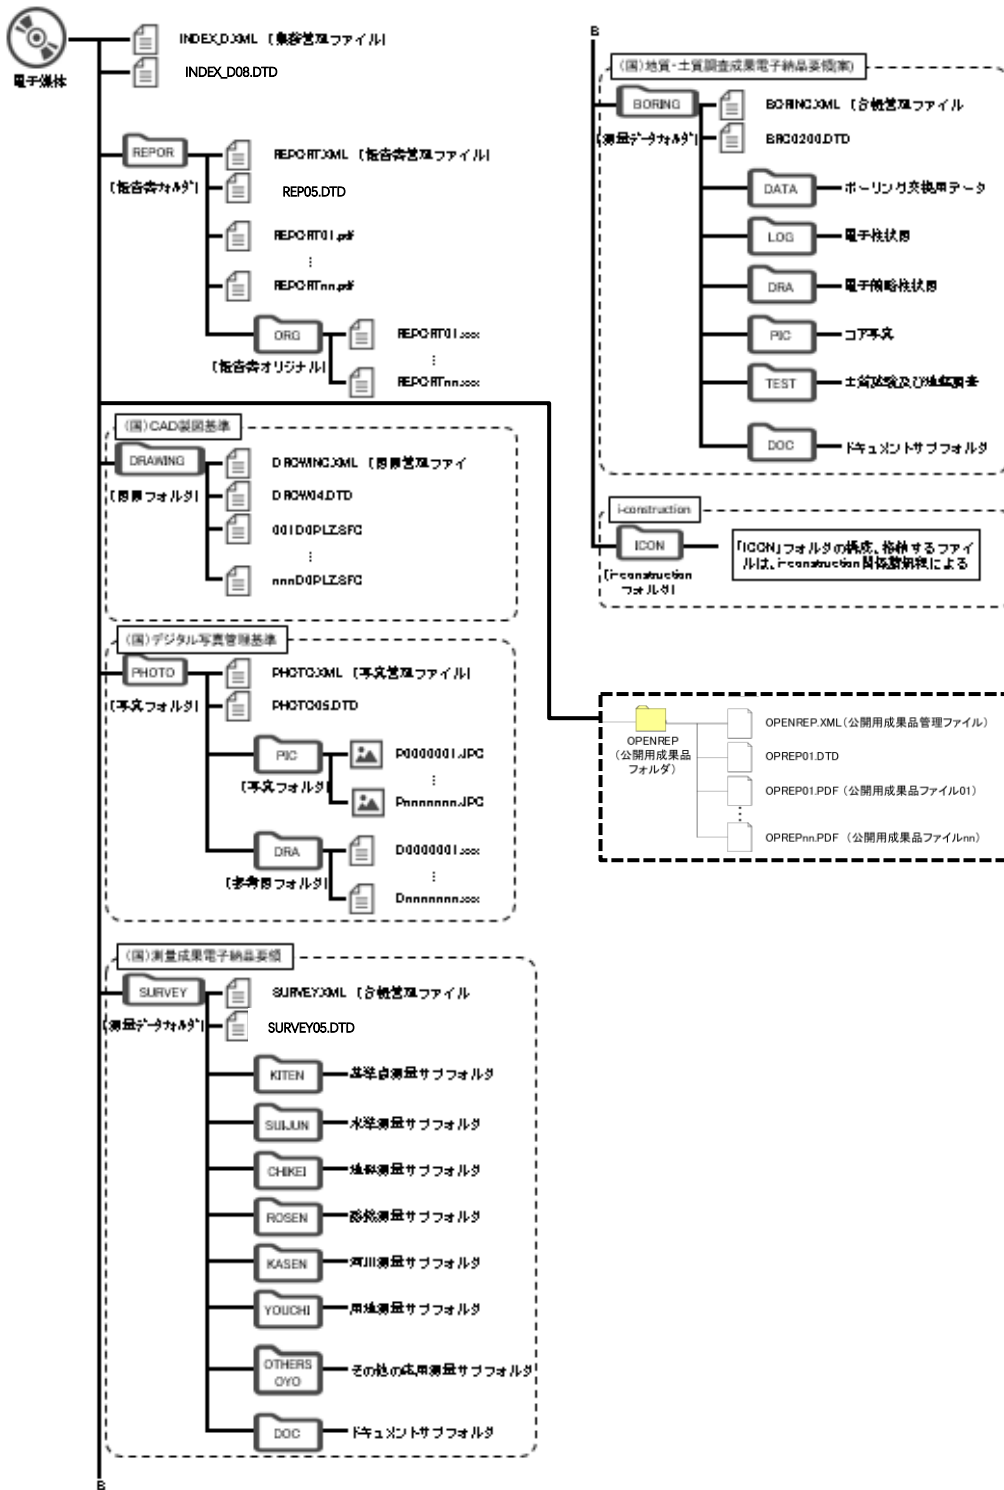 電子媒体
INDEX_D.XML 【業務管理ファイル】
INDEX_D08.DTD
REPOR
【報告書フォルダ】
REPORT.XML 【報告書管理ファイル】
REP05.DTD
REPORT01.pdf
⋮
REPORTnn.pdf
ORG
【報告書オリジナル】
REPORT01.xxx
⋮
REPORTnn.xxx
(国)CAD製図基準
DRAWING
【図面フォルダ】
DROWING.XML 【図面管理ファイ
DROW04.DTD
001D0PLZ.SFC
⋮
nnnD0PLZ.SFC
(国)デジタル写真管理基準
PHOTO
【写真フォルダ】
PHOTO.XML 【写真管理ファイル】
PHOTO05.DTD
PIC
【写真フォルダ】
P0000001.JPG
⋮
Pnnnnnnn.JPG
DRA
【参考図フォルダ】
D0000001.xxx
⋮
Dnnnnnnn.xxx
(国)測量成果電子納品要領
SURVEY
【測量データフォルダ】
SURVEY.XML 【台帳管理ファイル
SURVEY05.DTD
KITEN
基準点測量サブフォルダ
SUIJUN
水準測量サブフォルダ
CHIKEI
地形測量サブフォルダ
ROSEN
路線測量サブフォルダ
KASEN
河川測量サブフォルダ
YOUCHI
用地測量サブフォルダ
OTHERS
OYO
その他の応用測量サブフォルダ
DOC
ドキュメントサブフォルダ
B
B
(国)地質・土質調査成果電子納品要領(案)
BORING
【測量データフォルダ】
BORING.XML 【台帳管理ファイル
BRG0200.DTD
DATA
ボーリング交換用データ
LOG
電子柱状図
DRA
電子簡略柱状図
PIC
コア写真
TEST
土質試験及び地盤調査
DOC
ドキュメントサブフォルダ
i-construction
ICON
【i-construction
フォルダ】
「ICON」フォルダの構成、格納するファイ
ルは、i-construction関係諸規程による
OPENREP
(公開用成果品
フォルダ)
OPENREP.XML(公開用成果品管理ファイル)
OPREP01.DTD
OPREP01.PDF (公開用成果品ファイル01)
⋮
OPREPnn.PDF (公開用成果品ファイルnn)